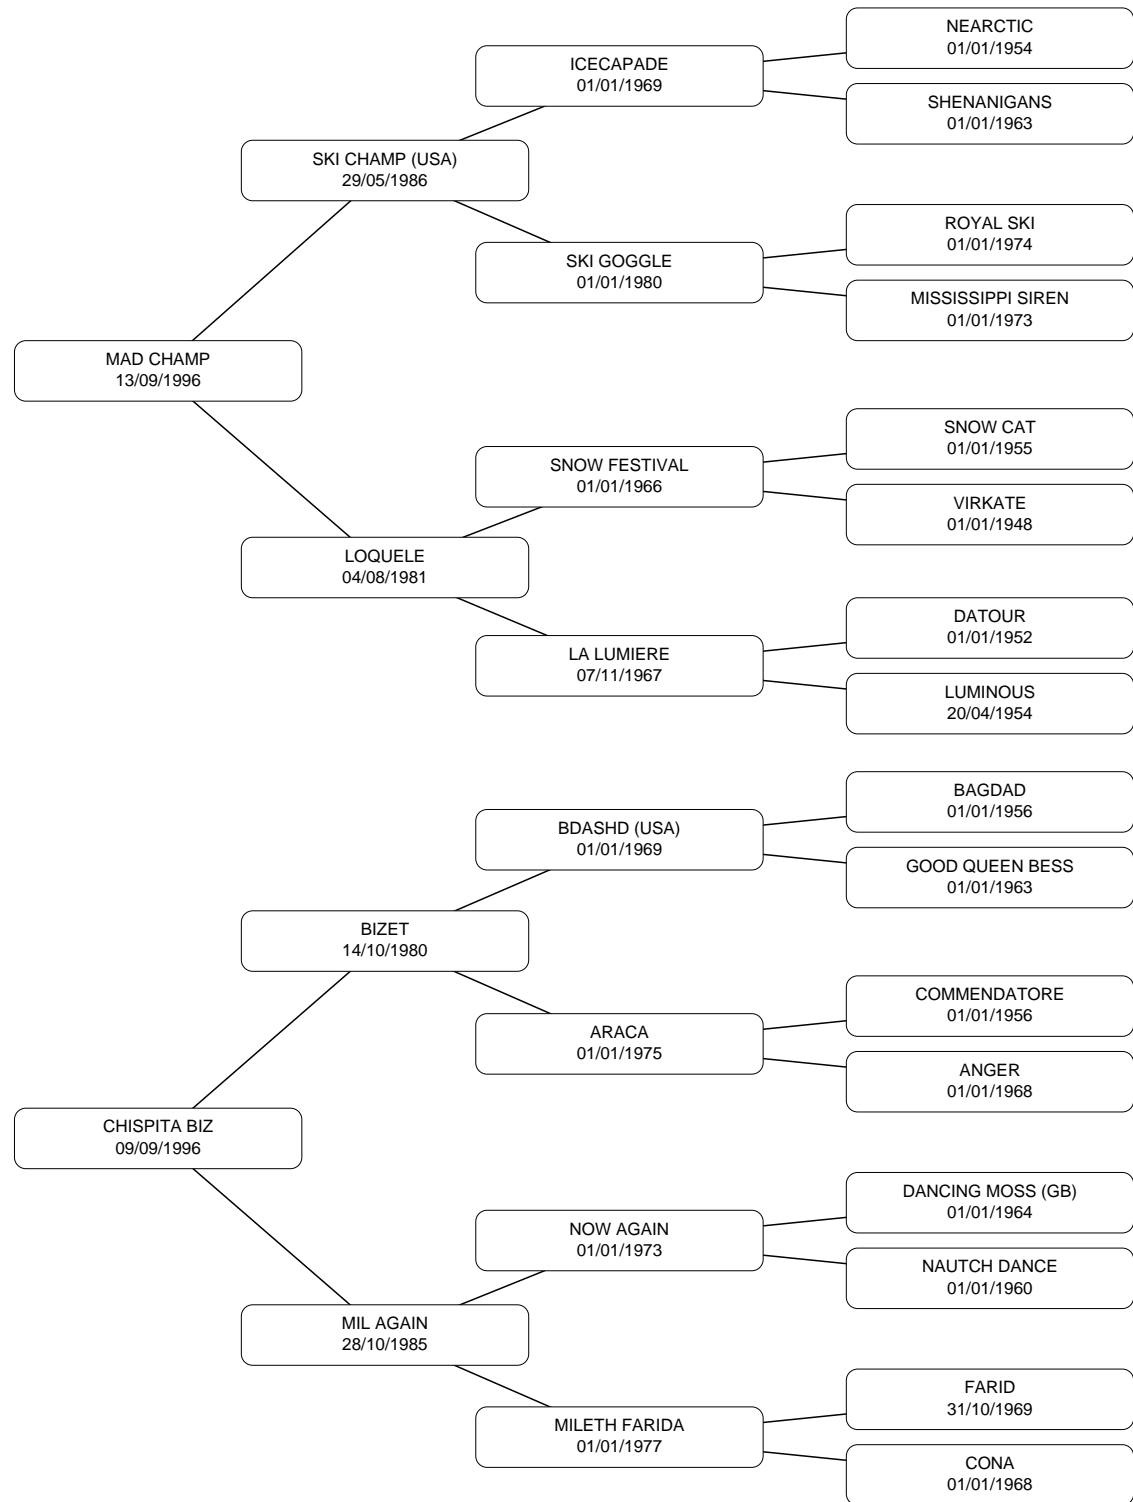 NEARCTIC
01/01/1954
ICECAPADE
01/01/1969
SHENANIGANS
01/01/1963
SKI CHAMP (USA)
29/05/1986
ROYAL SKI
01/01/1974
SKI GOGGLE
01/01/1980
MISSISSIPPI SIREN
01/01/1973
MAD CHAMP
13/09/1996
SNOW CAT
01/01/1955
SNOW FESTIVAL
01/01/1966
VIRKATE
01/01/1948
LOQUELE
04/08/1981
DATOUR
01/01/1952
LA LUMIERE
07/11/1967
LUMINOUS
20/04/1954
BAGDAD
01/01/1956
BDASHD (USA)
01/01/1969
GOOD QUEEN BESS
01/01/1963
BIZET
14/10/1980
COMMENDATORE
01/01/1956
ARACA
01/01/1975
ANGER
01/01/1968
CHISPITA BIZ
09/09/1996
DANCING MOSS (GB)
01/01/1964
NOW AGAIN
01/01/1973
NAUTCH DANCE
01/01/1960
MIL AGAIN
28/10/1985
FARID
31/10/1969
MILETH FARIDA
01/01/1977
CONA
01/01/1968